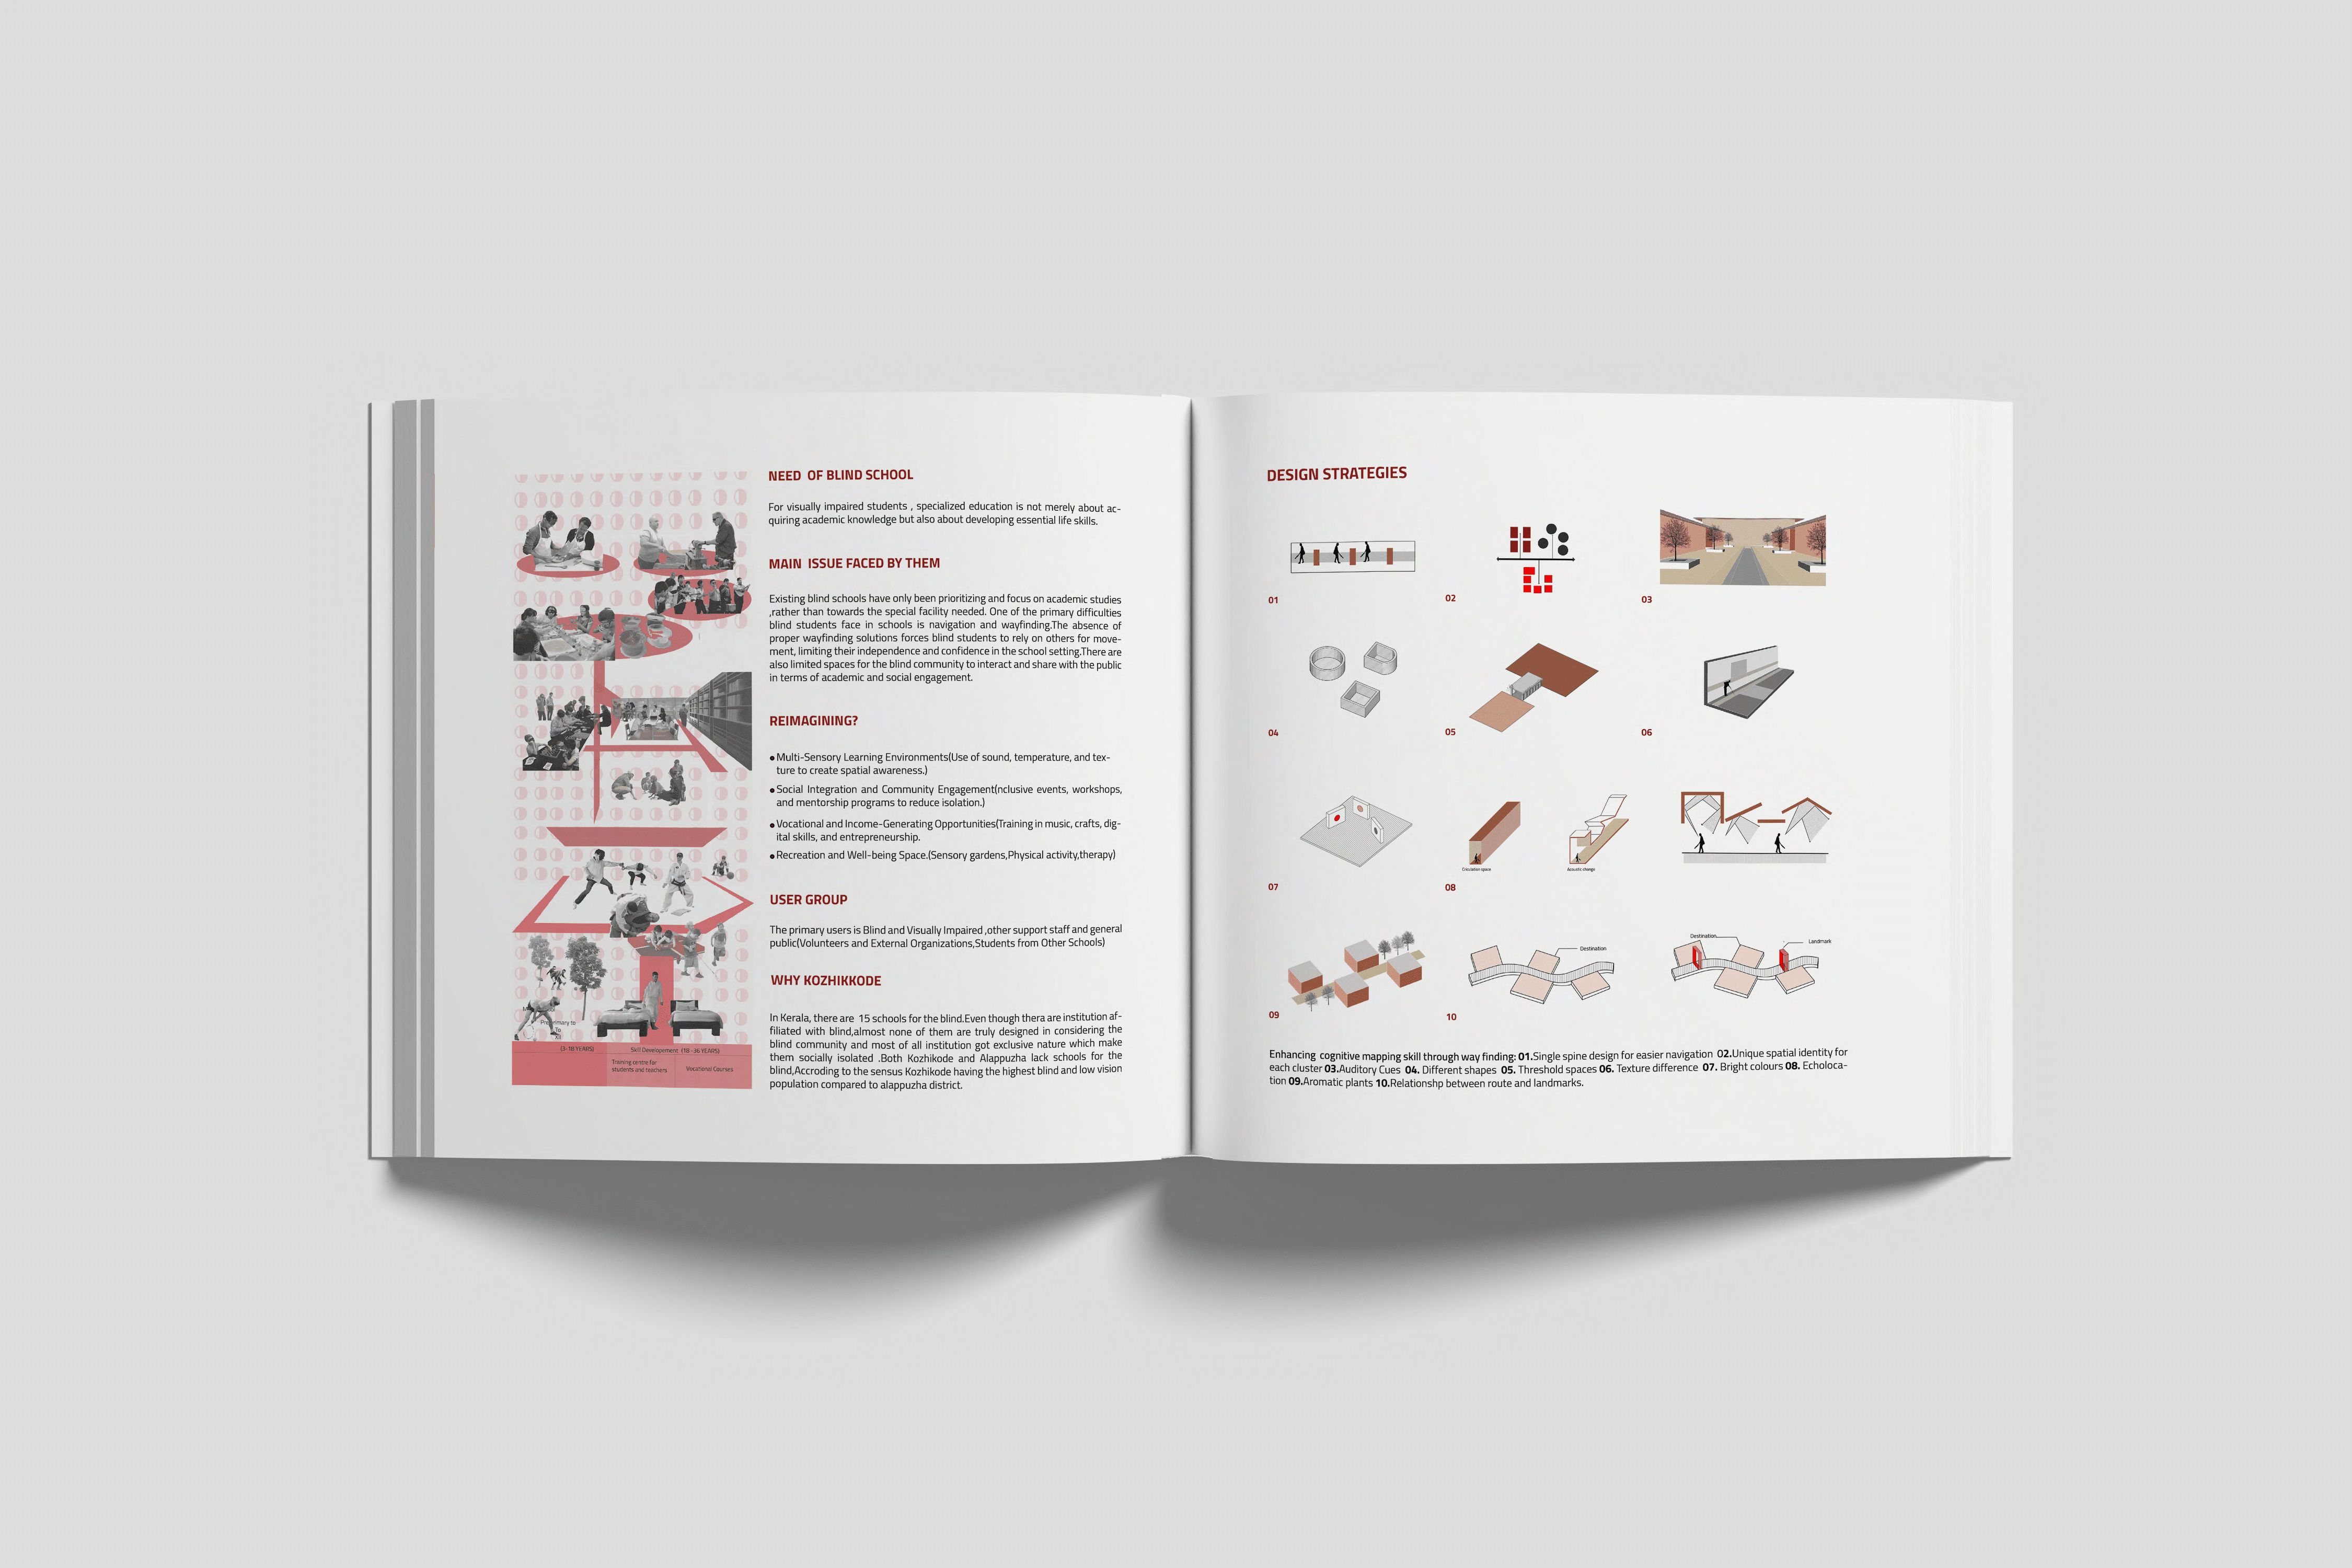 NEED OF BLIND SCHOOL
For visually impaired students , specialized education is not merely about ac-
quiring academic knowledge but also about developing essential life skills.
MAIN ISSUE FACED BY THEM
Existing blind schools have only been prioritizing and focus on academic studies
,rather than towards the special facility needed. One of the primary difficulties
blind students face in schools is navigation and wayfinding.The absence of
proper wayfinding solutions forces blind students to rely on others for move-
ment, limiting their independence and confidence in the school setting.There are
also limited spaces for the blind community to interact and share with the public
in terms of academic and social engagement.
REIMAGINING?
●Multi-Sensory Learning Environments(Use of sound, temperature, and tex-
ture to create spatial awareness.)
●Social Integration and Community Engagement(nclusive events, workshops,
and mentorship programs to reduce isolation.)
●Vocational and Income-Generating Opportunities(Training in music, crafts, dig-
ital skills, and entrepreneurship.
●Recreation and Well-being Space.(Sensory gardens,Physical activity,therapy)
USER GROUP
The primary users is Blind and Visually Impaired ,other support staff and general
public(Volunteers and External Organizations,Students from Other Schools)
WHY KOZHIKKODE
In Kerala, there are 15 schools for the blind.Even though thera are institution af-
filiated with blind,almost none of them are truly designed in considering the
blind community and most of all institution got exclusive nature which make
them socially isolated .Both Kozhikode and Alappuzha lack schools for the
blind,Accroding to the sensus Kozhikode having the highest blind and low vision
population compared to alappuzha district.
to
(3-18 YEARS)
Skill Developement (18 -36 YEARS)
Training centre for
students and teachers
Vocational Courses
DESIGN STRATEGIES
01
02
03
04
05
06
07
Circulation space
Acoustic change
08
09
Destination
10
Destination
Landmark
Enhancing cognitive mapping skill through way finding: 01.Single spine design for easier navigation 02.Unique spatial identity for
each cluster 03.Auditory Cues 04. Different shapes 05. Threshold spaces 06. Texture difference 07. Bright colours 08. Echoloca-
tion 09.Aromatic plants 10.Relationshp between route and landmarks.